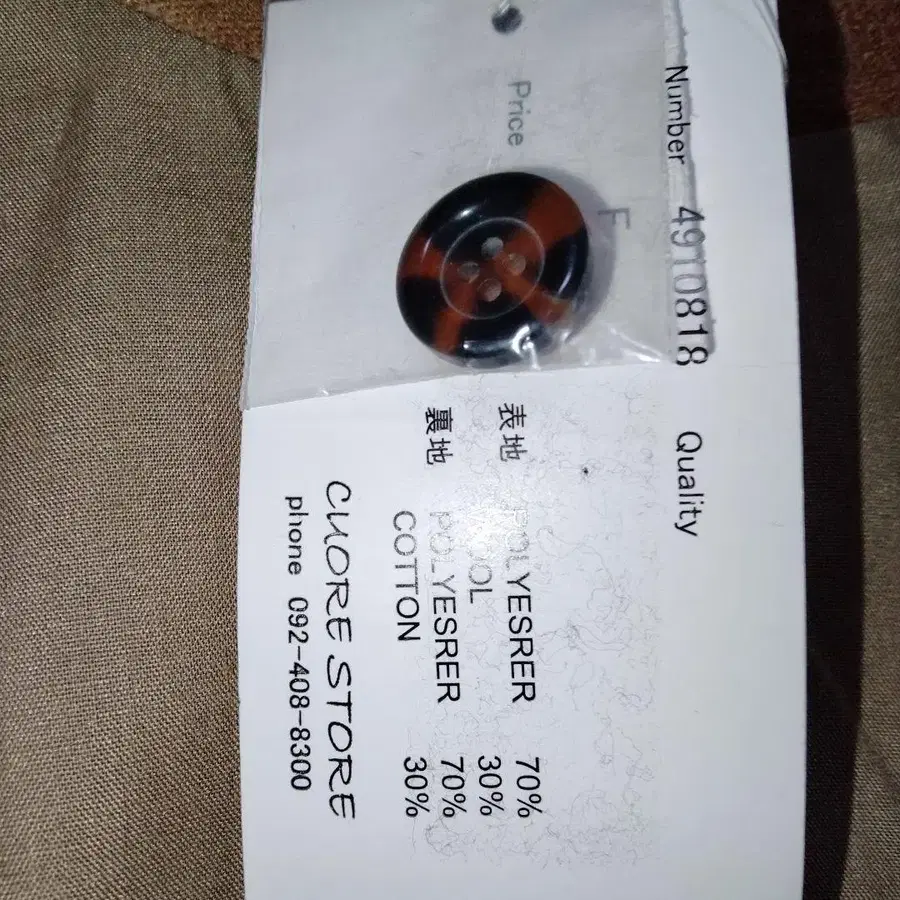 Number 4910818
F
Price
Quality
表地 POLYESRER 70%
WOOL 30%
裏地 POLYESRER 70%
COTTON 30%
CUORE STORE
phone 092-408-8300